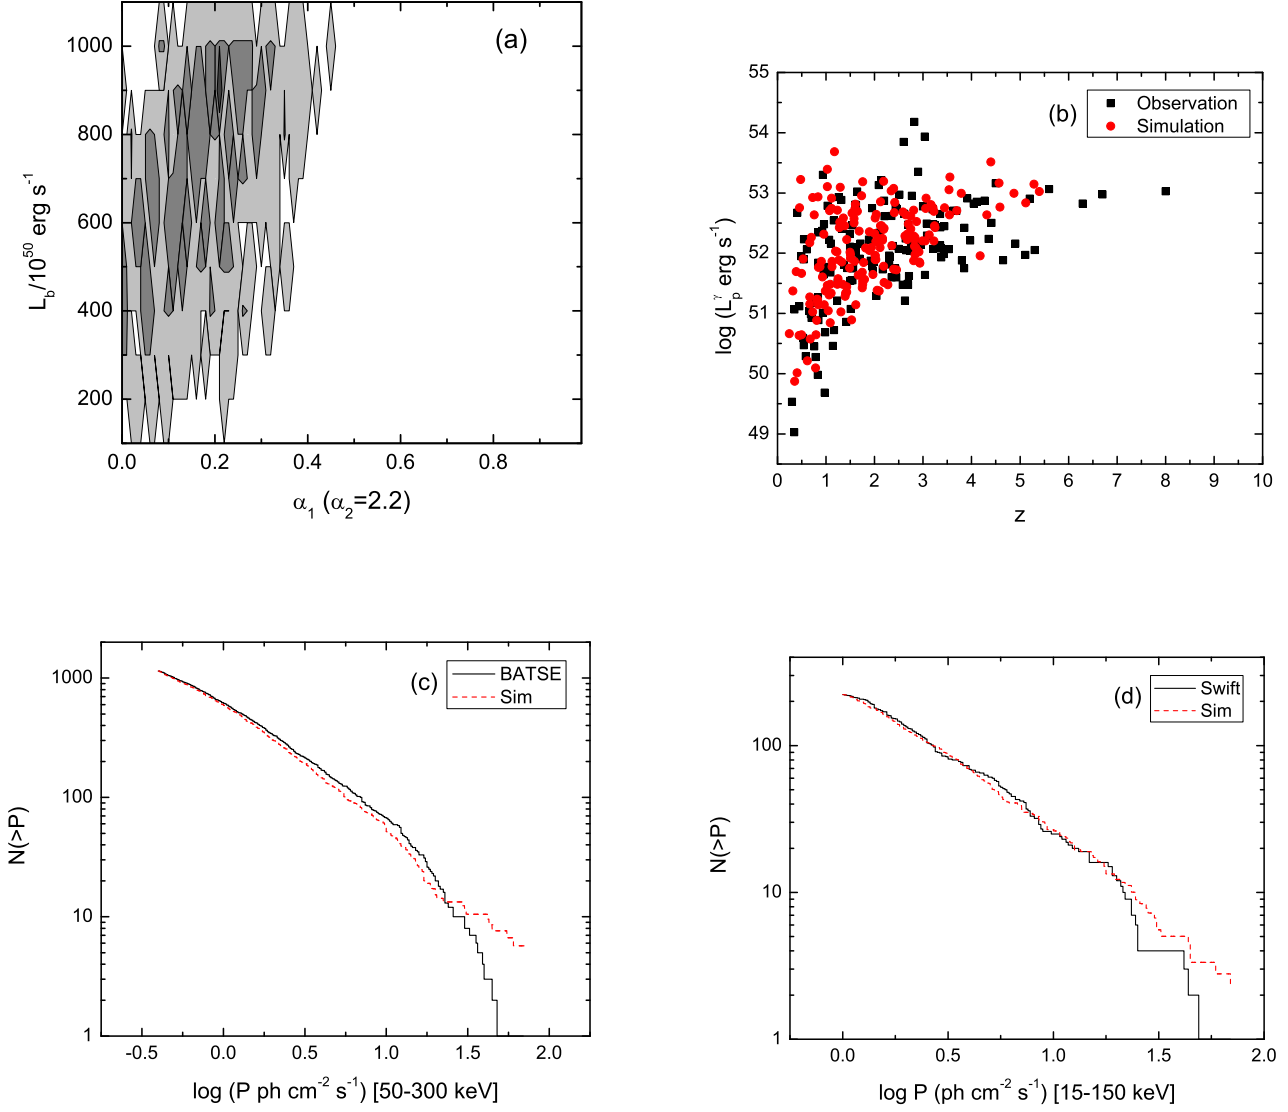 (a)
1000
800
600
400
200
L_b/10^50 erg s^-1
0.0 0.2 0.4 0.6 0.8
α_1 (α_2=2.2)
(b)
Observation
Simulation
55
54
53
52
51
50
49
log (L_p^γ erg s^-1)
0 1 2 3 4 5 6 7 8 9 10
z
(c)
BATSE
Sim
1000
100
10
1
N(>P)
-0.5 0.0 0.5 1.0 1.5 2.0
log (P ph cm^-2 s^-1) [50-300 keV]
(d)
Swift
Sim
100
10
1
N(>P)
0.0 0.5 1.0 1.5 2.0
log P (ph cm^-2 s^-1) [15-150 keV]